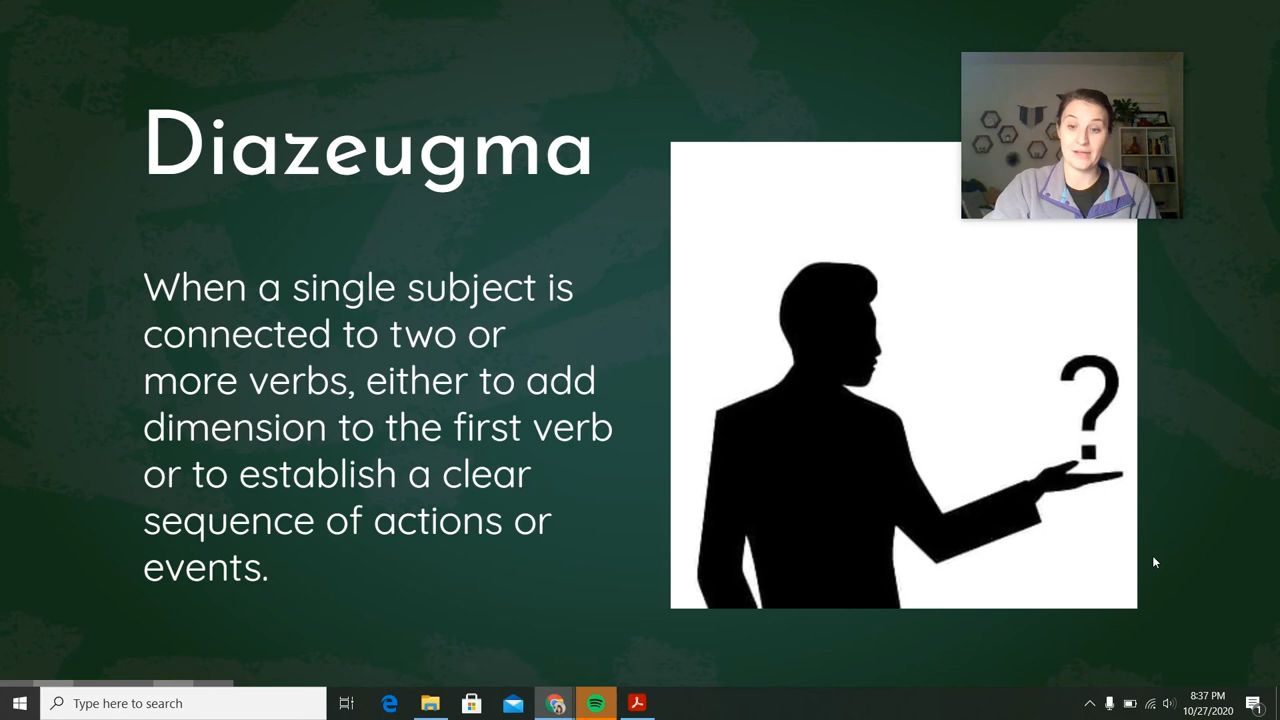 Diazeugma
When a single subject is
connected to two or
more verbs, either to add
dimension to the first verb
or to establish a clear
sequence of actions or
events.
?
Type here to search
8:37 PM
10/27/2020
1